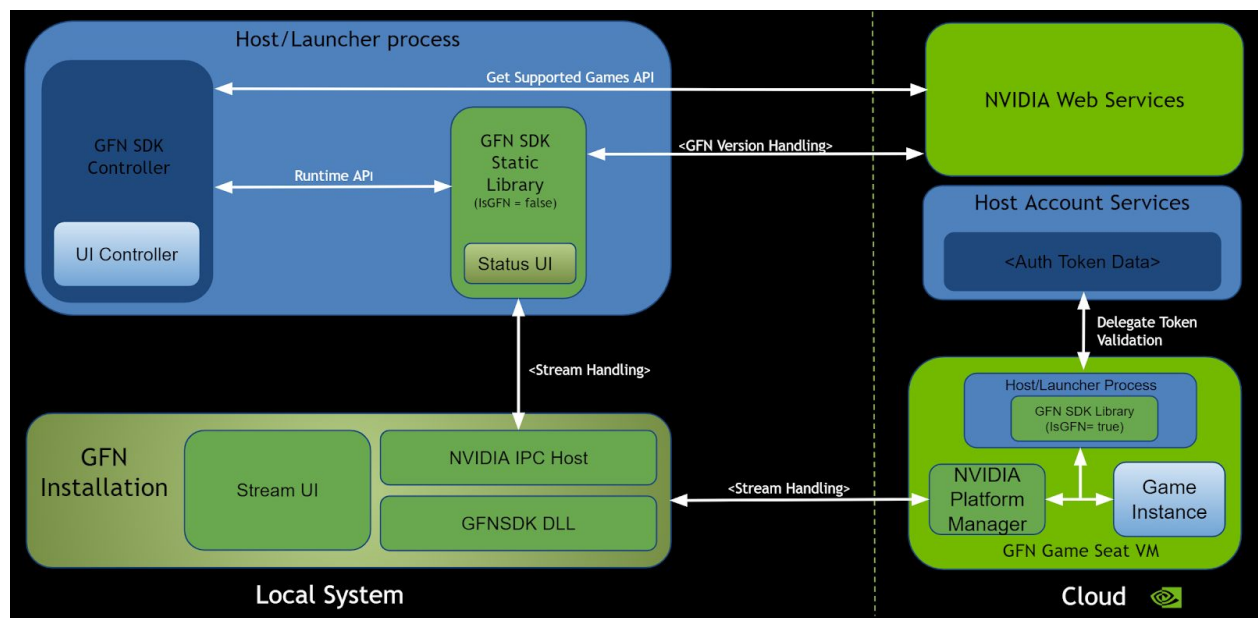 Host/Launcher process
Get Supported Games API
NVIDIA Web Services
GFN SDK
Controller
GFN SDK
Static
Library
(IsGFN = false)
<GFN Version Handling>
Runtime API
UI Controller
Status UI
Host Account Services
<Auth Token Data>
Delegate Token
Validation
<Stream Handling>
Host/Launcher Process
GFN SDK Library
(IsGFN= true)
GFN
Installation
Stream UI
NVIDIA IPC Host
GFNSDK DLL
<Stream Handling>
NVIDIA
Platform
Manager
Game
Instance
GFN Game Seat VM
Local System
Cloud